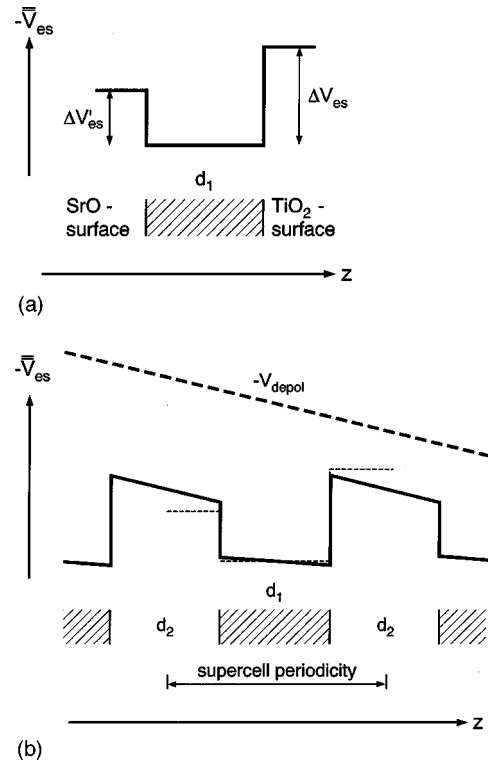 -V̿es
ΔV'es
ΔVes
d1
SrO - TiO2 -
surface surface
z
(a)
-Vdepol
-V̿es
d1
d2 d2
supercell periodicity
z
(b)